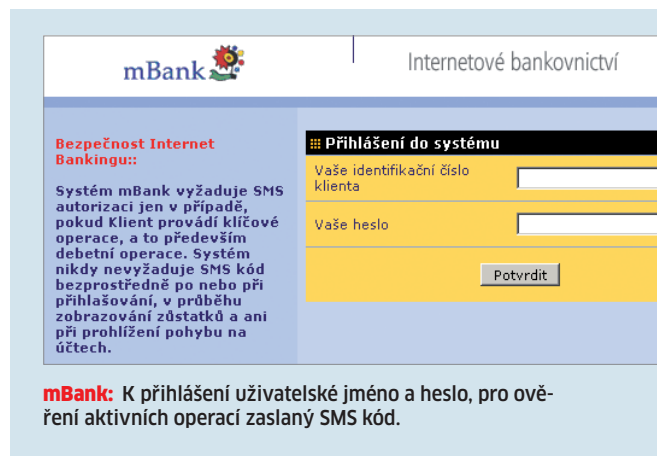 mBank
Internetové bankovnictví
Bezpečnost Internet
Bankingu::
Systém mBank vyžaduje SMS
autorizaci jen v případě,
pokud Klient provádí klíčové
operace, a to především
debetní operace. Systém
nikdy nevyžaduje SMS kód
bezprostředně po nebo při
přihlašování, v průběhu
zobrazování zůstatků a ani
při prohlížení pohybu na
účtech.
Přihlášení do systému
Vaše identifikační číslo
klienta
Vaše heslo
Potvrdit
mBank: K přihlášení uživatelské jméno a heslo, pro ově-
ření aktivních operací zaslaný SMS kód.